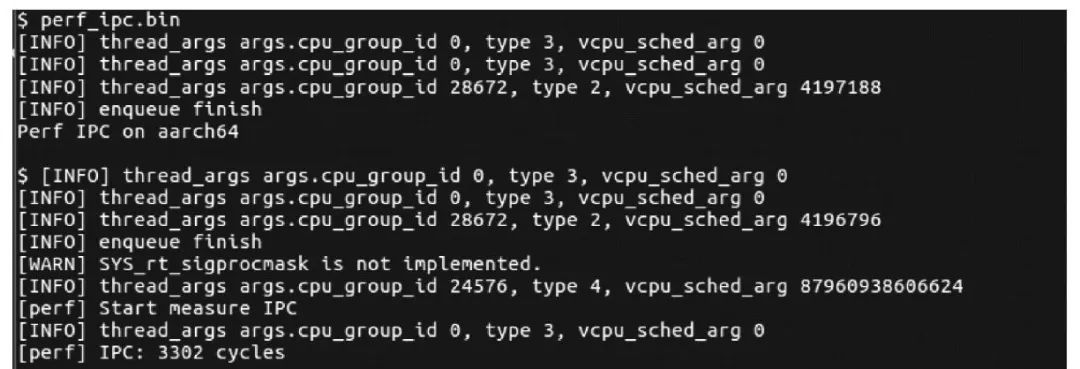 $ perf_ipc.bin
[INFO] thread_args args.cpu_group_id 0, type 3, vcpu_sched_arg 0
[INFO] thread_args args.cpu_group_id 0, type 3, vcpu_sched_arg 0
[INFO] thread_args args.cpu_group_id 28672, type 2, vcpu_sched_arg 4197188
[INFO] enqueue finish
Perf IPC on aarch64
$ [INFO] thread_args args.cpu_group_id 0, type 3, vcpu_sched_arg 0
[INFO] thread_args args.cpu_group_id 0, type 3, vcpu_sched_arg 0
[INFO] thread_args args.cpu_group_id 28672, type 2, vcpu_sched_arg 4196796
[INFO] enqueue finish
[WARN] SYS_rt_sigprocmask is not implemented.
[INFO] thread_args args.cpu_group_id 24576, type 4, vcpu_sched_arg 87960938606624
[perf] Start measure IPC
[INFO] thread_args args.cpu_group_id 0, type 3, vcpu_sched_arg 0
[perf] IPC: 3302 cycles